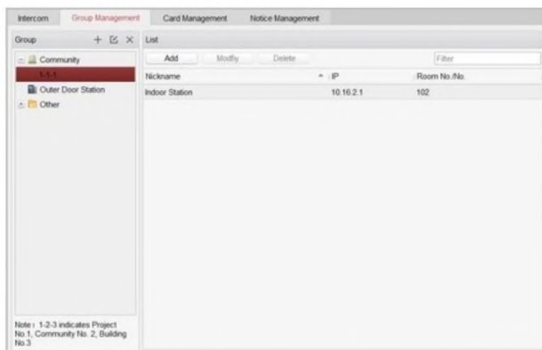 Intercom Group Management Card Management Notice Management
Group List
Add Modfiy Delete Filter
Community
Nickname IP Room No./No.
1-1-1
Indoor Station 10.16.2.1 102
Outer Door Station
Other
Note: 1-2-3 indicates Project
No.1, Community No. 2, Building
No.3